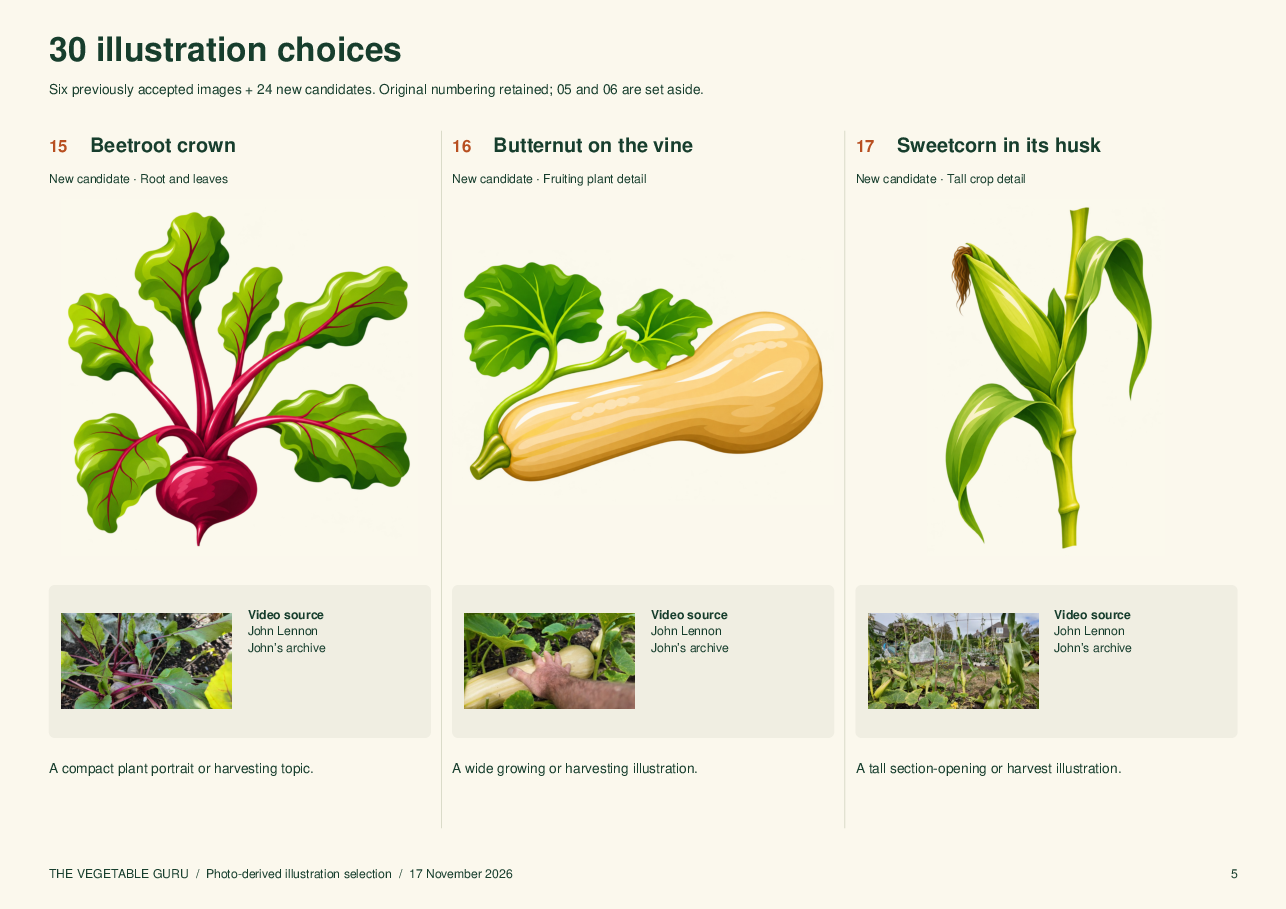 30 illustration choices
Six previously accepted images + 24 new candidates. Original numbering retained; 05 and 06 are set aside.
15 Beetroot crown
New candidate · Root and leaves
16 Butternut on the vine
New candidate · Fruiting plant detail
17 Sweetcorn in its husk
New candidate · Tall crop detail
Video source
John Lennon
John's archive
Video source
John Lennon
John's archive
Video source
John Lennon
John's archive
A compact plant portrait or harvesting topic.
A wide growing or harvesting illustration.
A tall section-opening or harvest illustration.
THE VEGETABLE GURU / Photo-derived illustration selection / 17 November 2026
5